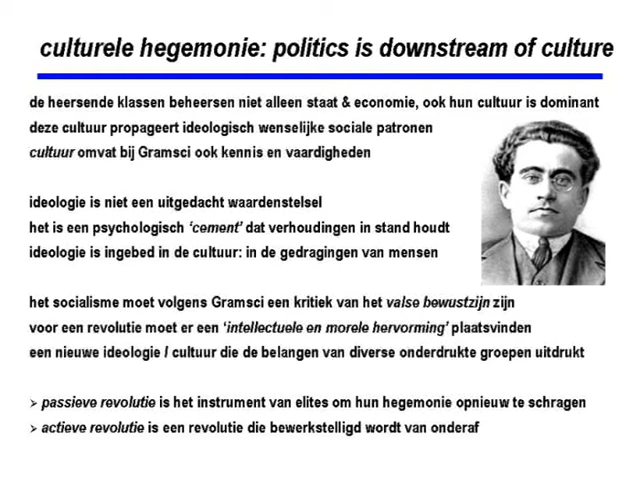 culturele hegemonie: politics is downstream of culture
de heersende klassen beheersen niet alleen staat & economie, ook hun cultuur is dominant
deze cultuur propageert ideologisch wenselijke sociale patronen
cultuur omvat bij Gramsci ook kennis en vaardigheden
ideologie is niet een uitgedacht waardenstelsel
het is een psychologisch ‘cement’ dat verhoudingen in stand houdt
ideologie is ingebed in de cultuur: in de gedragingen van mensen
het socialisme moet volgens Gramsci een kritiek van het valse bewustzijn zijn
voor een revolutie moet er een ‘intellectuele en morele hervorming’ plaatsvinden
een nieuwe ideologie / cultuur die de belangen van diverse onderdrukte groepen uitdrukt
➢ passieve revolutie is het instrument van elites om hun hegemonie opnieuw te schragen
➢ actieve revolutie is een revolutie die bewerkstelligd wordt van onderaf